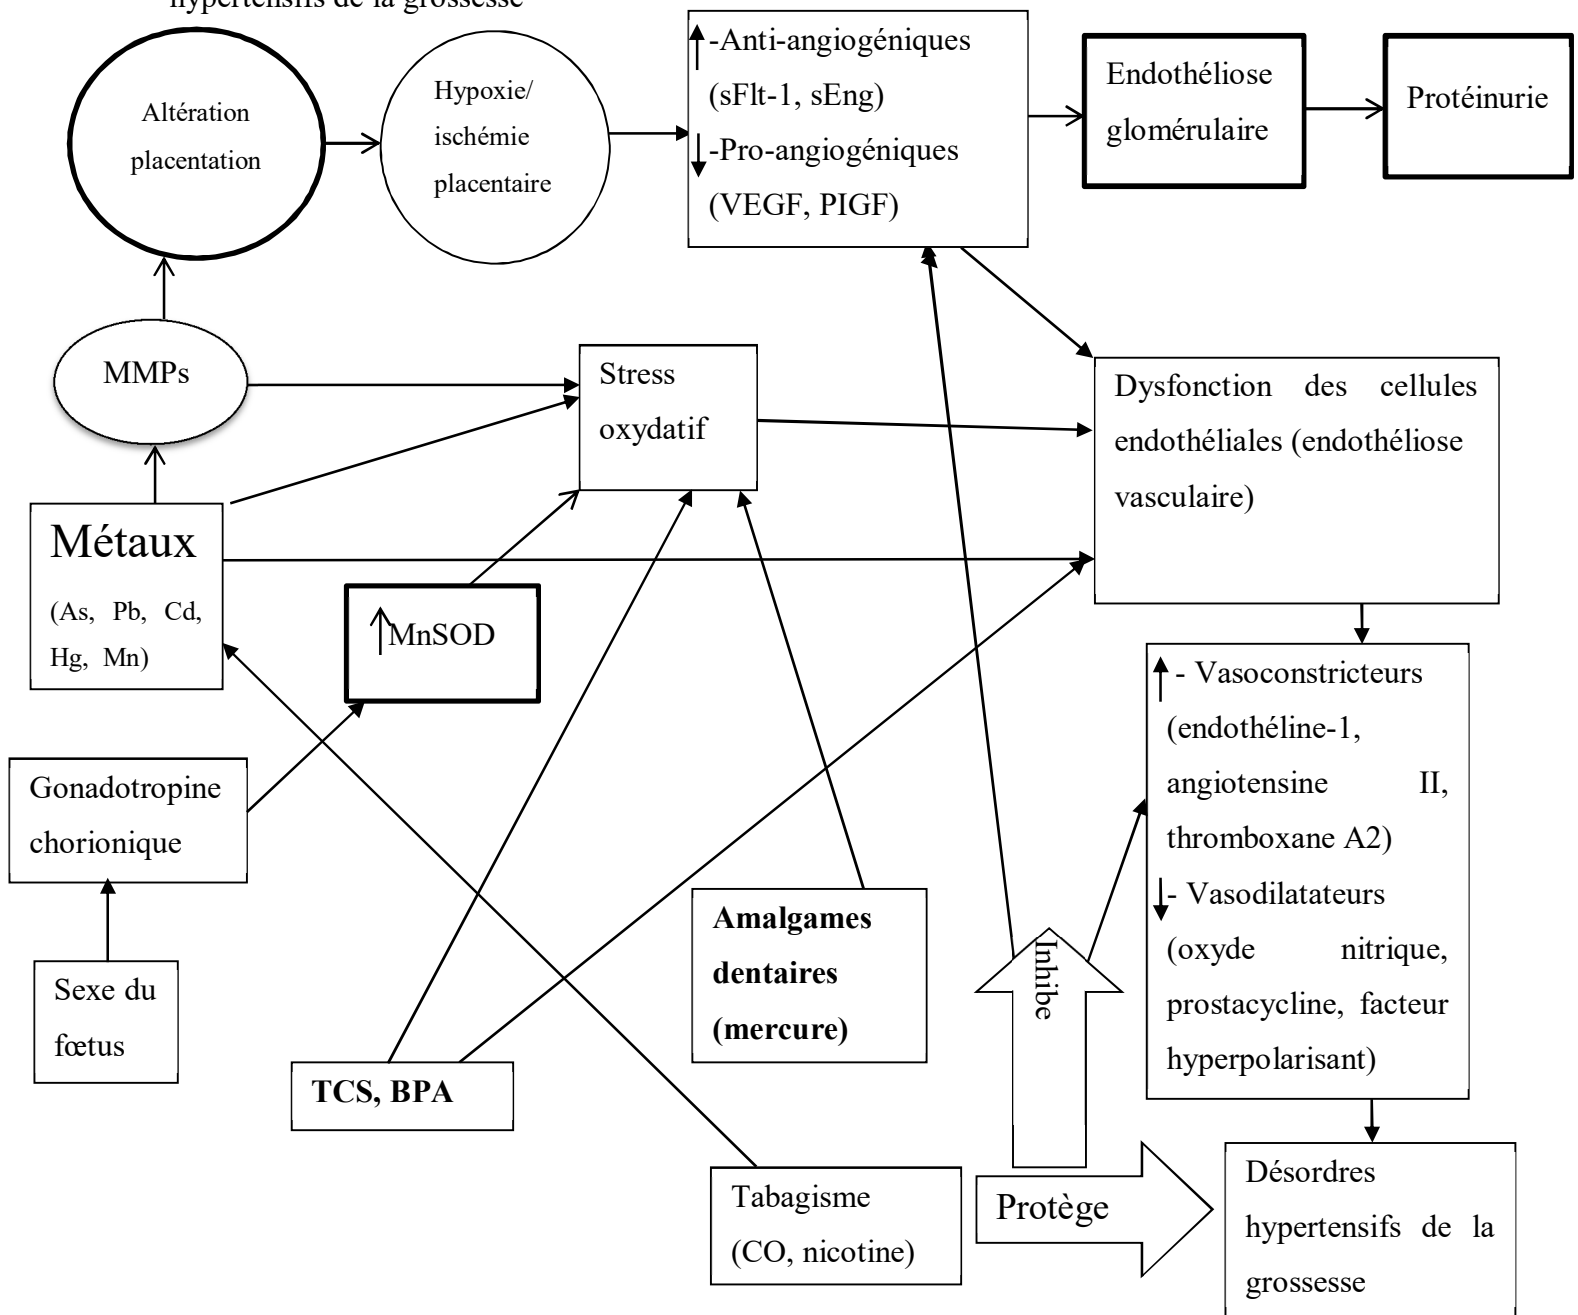 hypertensifs de la grossesse
Altération
placentation
Hypoxie/
ischémie
placentaire
-Anti-angiogéniques
(sFlt-1, sEng)
-Pro-angiogéniques
(VEGF, PIGF)
Endothéliose
glomérulaire
Protéinurie
MMPs
Stress
oxydatif
Dysfonction des cellules
endothéliales (endothéliose
vasculaire)
Métaux
(As, Pb, Cd,
Hg, Mn)
MnSOD
- Vasoconstricteurs
(endothéline-1,
angiotensine II,
thromboxane A2)
- Vasodilatateurs
(oxyde nitrique,
prostacycline, facteur
hyperpolarisant)
Gonadotropine
chorionique
Sexe du
fœtus
TCS, BPA
Amalgames
dentaires
(mercure)
Inhibe
Tabagisme
(CO, nicotine)
Protège
Désordres
hypertensifs de la
grossesse